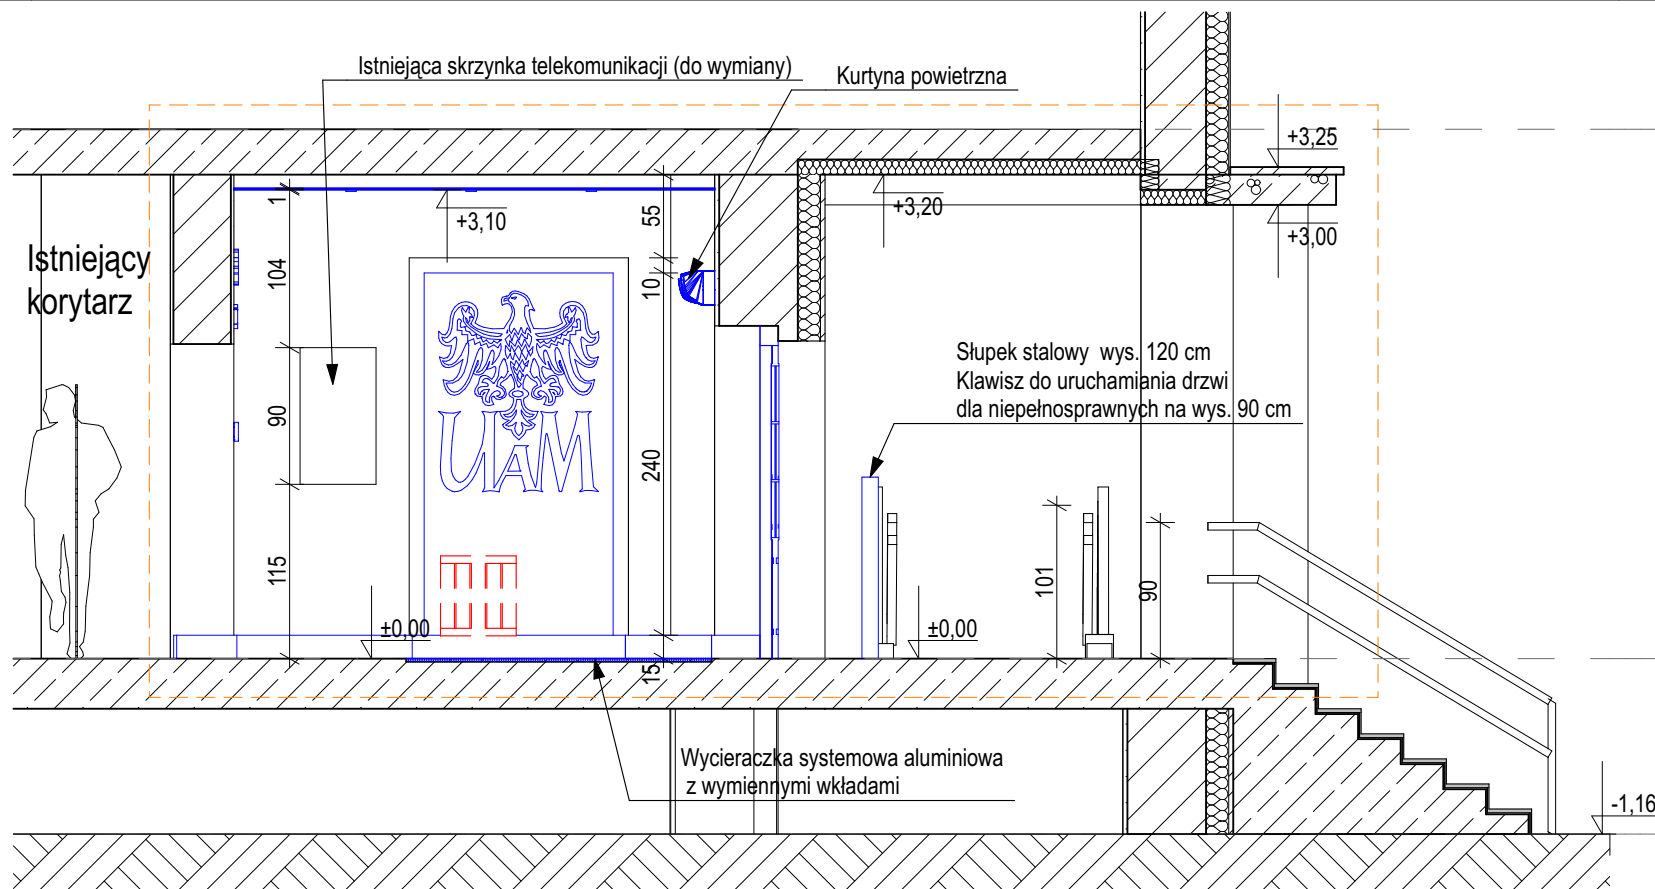 Istniejąca skrzynka telekomunikacji (do wymiany)
Kurtyna powietrzna
+3,25
+3,10
+3,20
+3,00
1
55
104
10
Istniejący
korytarz
Słupek stalowy wys. 120 cm
Klawisz do uruchamiania drzwi
dla niepełnosprawnych na wys. 90 cm
90
240
UAM
115
101
90
±0,00
±0,00
15
Wycieraczka systemowa aluminiowa
z wymiennymi wkładami
-1,16